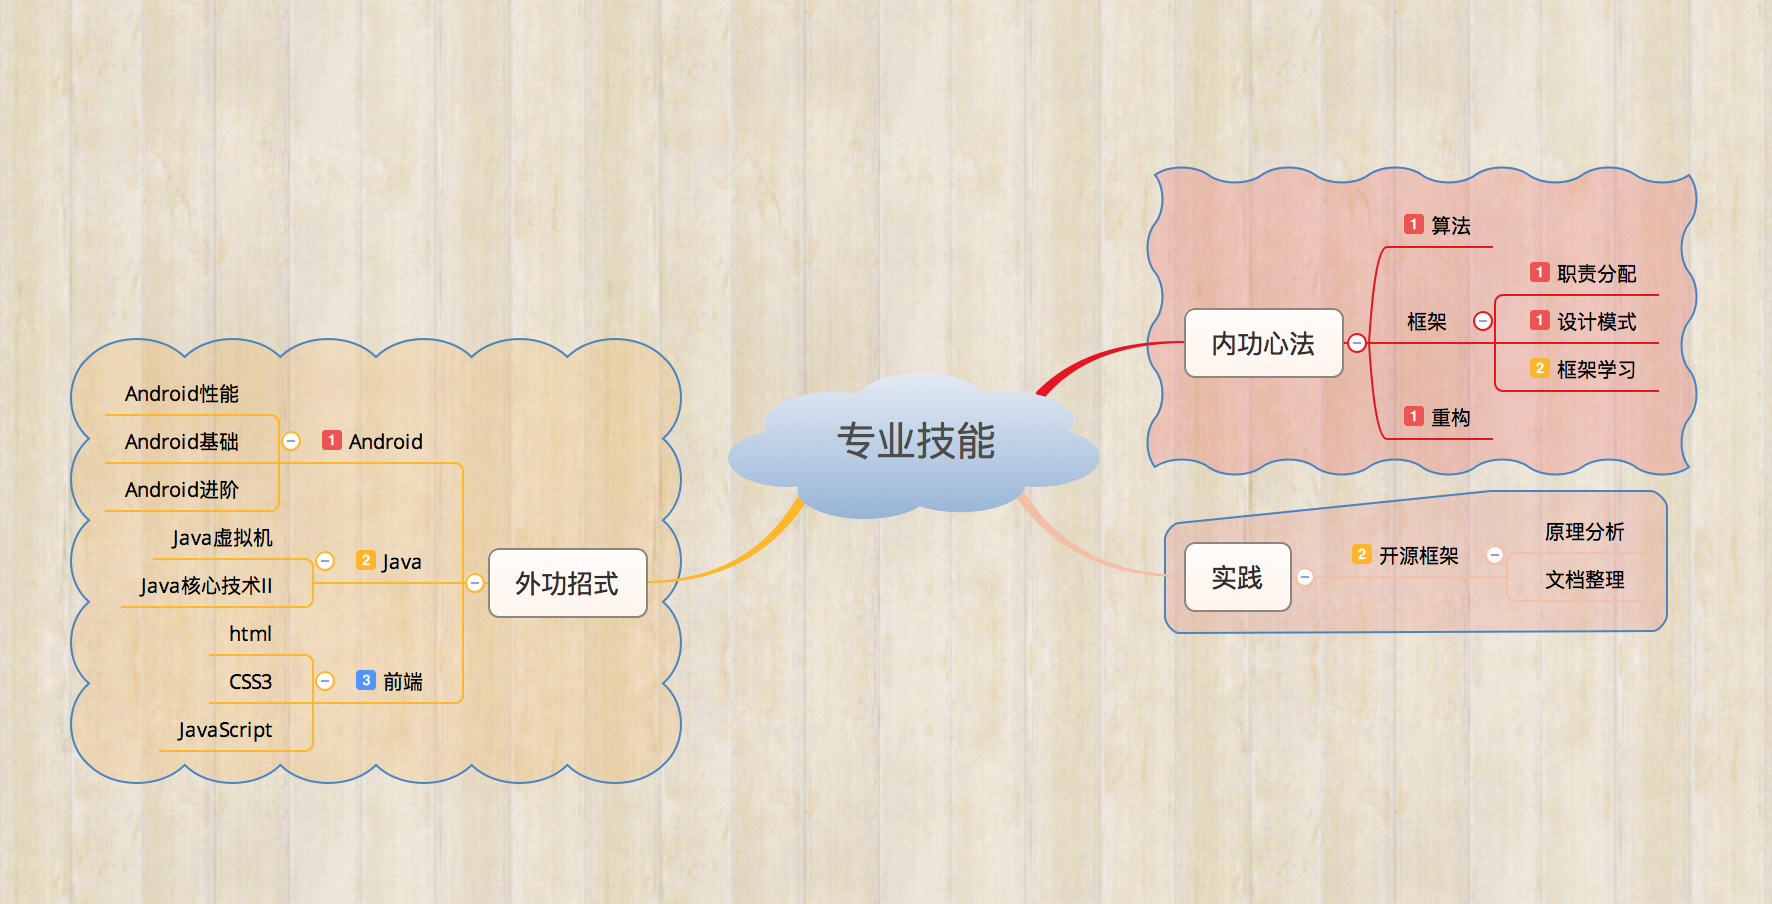 专业技能
内功心法
1 算法
框架
1 职责分配
1 设计模式
2 框架学习
1 重构
实践
2 开源框架
原理分析
文档整理
外功招式
1 Android
Android性能
Android基础
Android进阶
2 Java
Java虚拟机
Java核心技术II
3 前端
html
CSS3
JavaScript